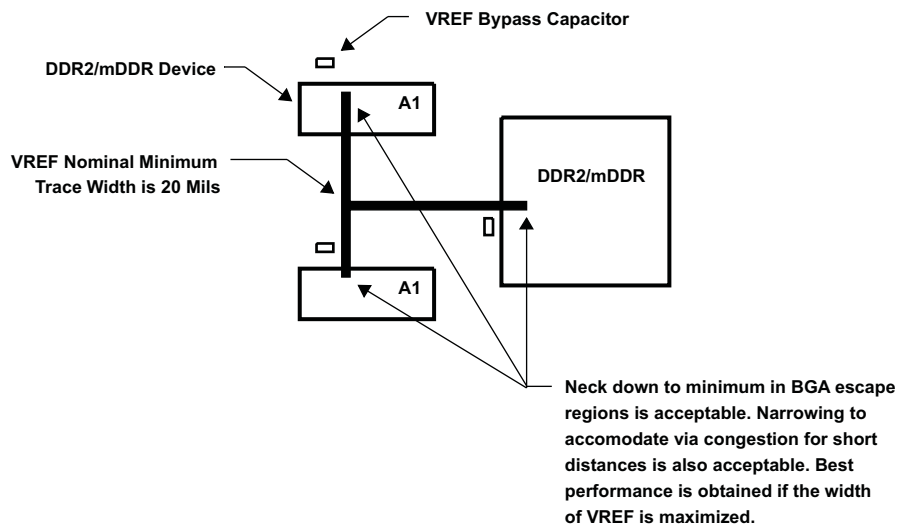 VREF Bypass Capacitor
DDR2/mDDR Device
A1
VREF Nominal Minimum
Trace Width is 20 Mils
DDR2/mDDR
A1
Neck down to minimum in BGA escape
regions is acceptable. Narrowing to
accomodate via congestion for short
distances is also acceptable. Best
performance is obtained if the width
of VREF is maximized.